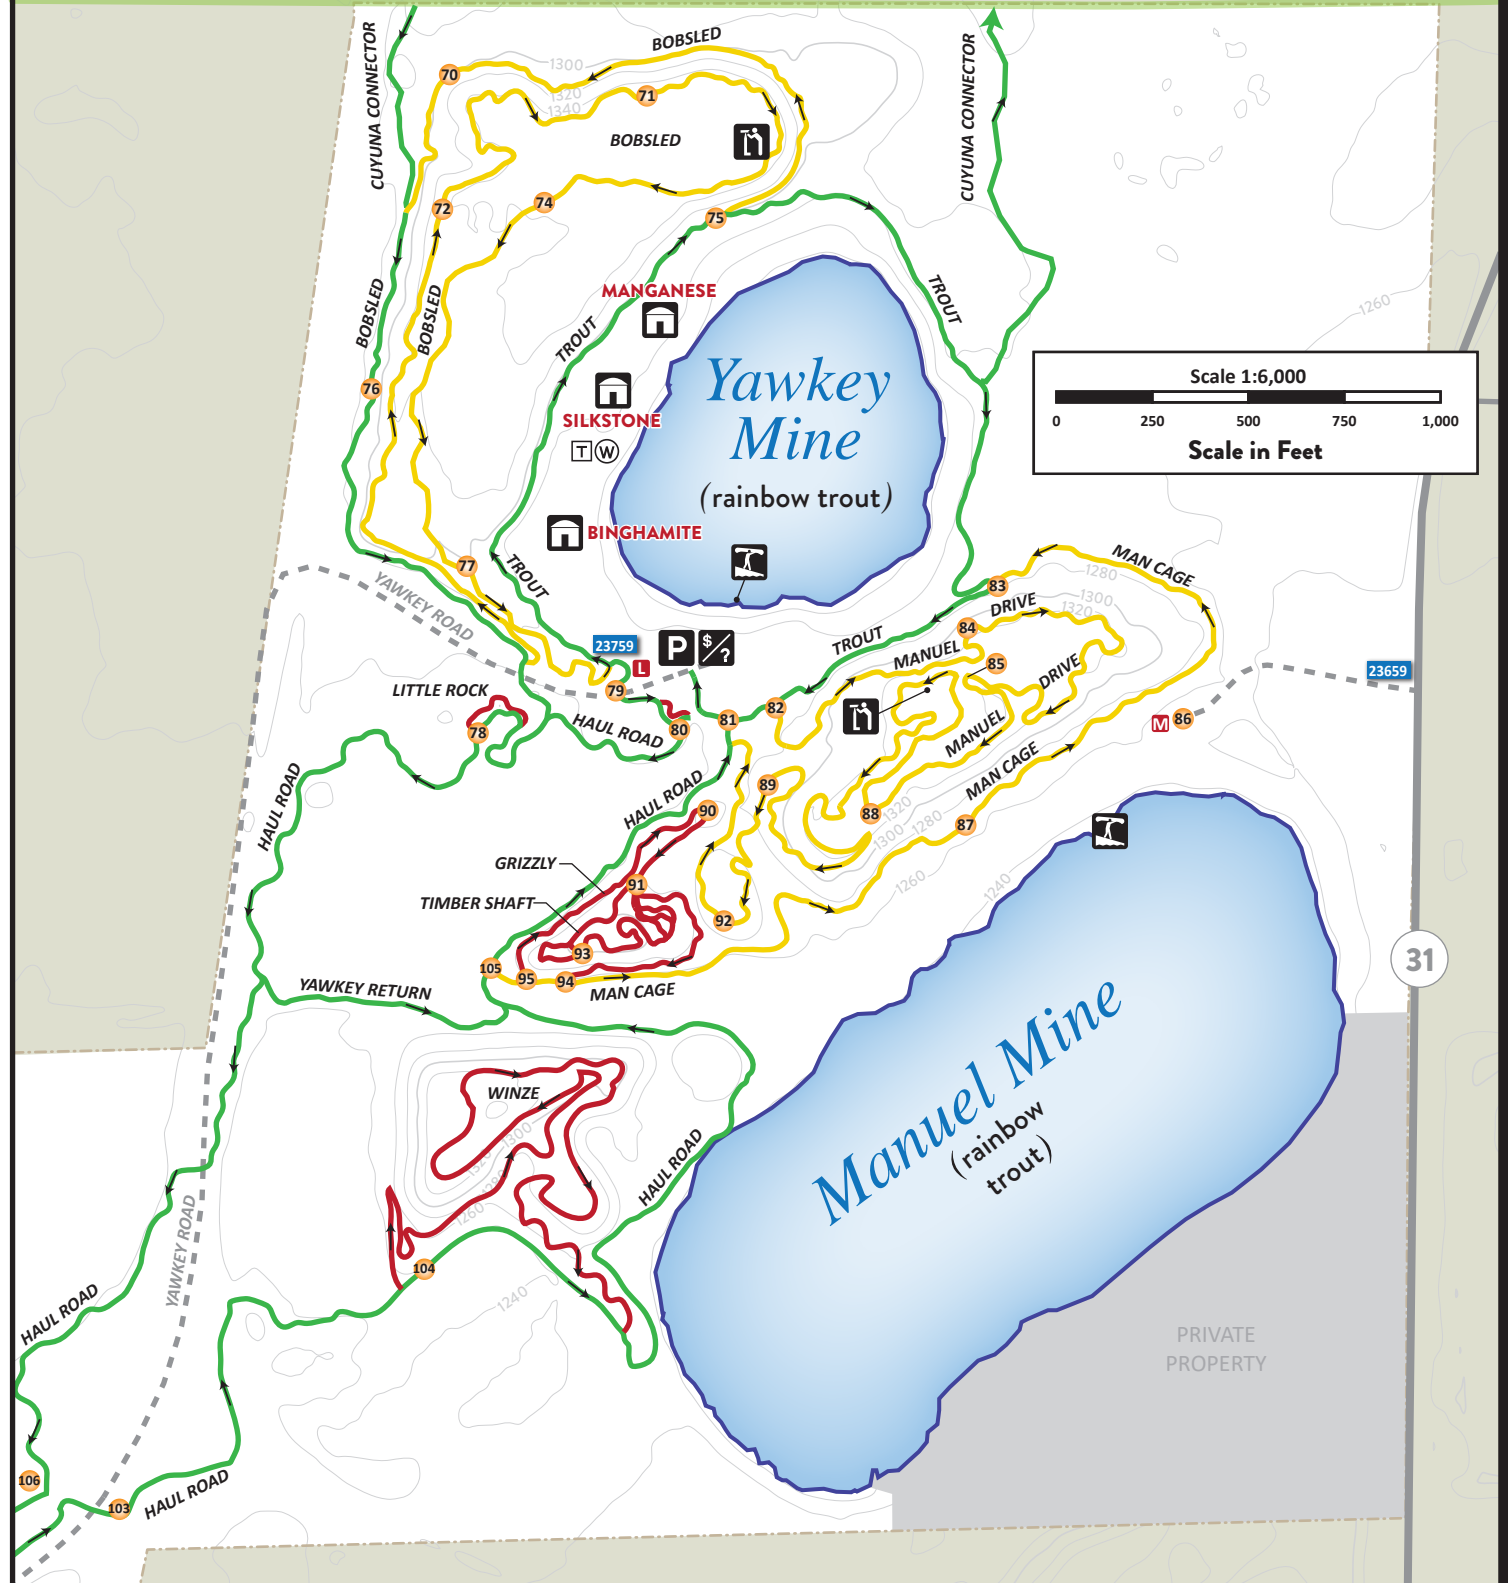 CUYUNA CONNECTOR
BOBSLED
CUYUNA CONNECTOR
70
1300
1320
1340
71
BOBSLED
72
74
75
BOBSLED
BOBSLED
TROUT
MANGANESE
TROUT
1260
76
SILKSTONE
T W
Yawkey
Mine
(rainbow trout)
Scale 1:6,000
0 250 500 750 1,000
Scale in Feet
BINGHAMITE
77
TROUT
YAWKEY ROAD
83
MAN CAGE
1280
1300
1320
DRIVE
84
TROUT
MANUEL
85
DRIVE
23759
L
P
$/?
79
23659
M 86
LITTLE ROCK
78
HAUL ROAD
80
81
82
MANUEL
MAN CAGE
HAUL ROAD
HAUL ROAD
89
90
88
1320
1300
1280
87
GRIZZLY
91
TIMBER SHAFT
1260
1240
92
93
105
95
94
MAN CAGE
31
YAWKEY RETURN
WINZE
1300
1320
1280
1260
HAUL ROAD
Manuel Mine
(rainbow
trout)
YAWKEY ROAD
104
1240
HAUL ROAD
PRIVATE
PROPERTY
106
103
HAUL ROAD